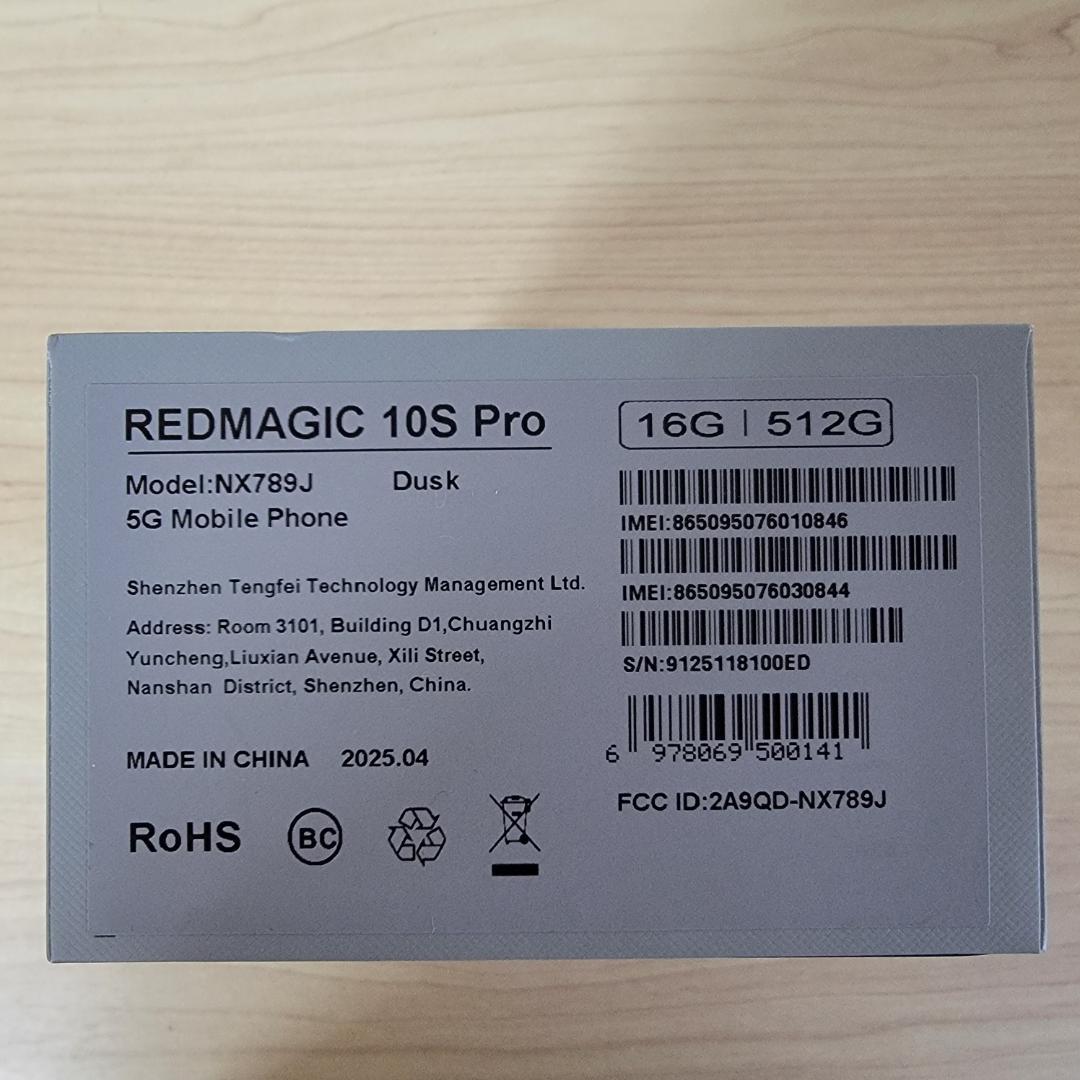 REDMAGIC 10S Pro
16G | 512G
Model:NX789J Dusk
5G Mobile Phone
IMEI:865095076010846
IMEI:865095076030844
S/N:9125118100ED
Shenzhen Tengfei Technology Management Ltd.
Address: Room 3101, Building D1,Chuangzhi
Yuncheng,Liuxian Avenue, Xili Street,
Nanshan District, Shenzhen, China.
6 978069 500141
MADE IN CHINA 2025.04
FCC ID:2A9QD-NX789J
RoHS BC